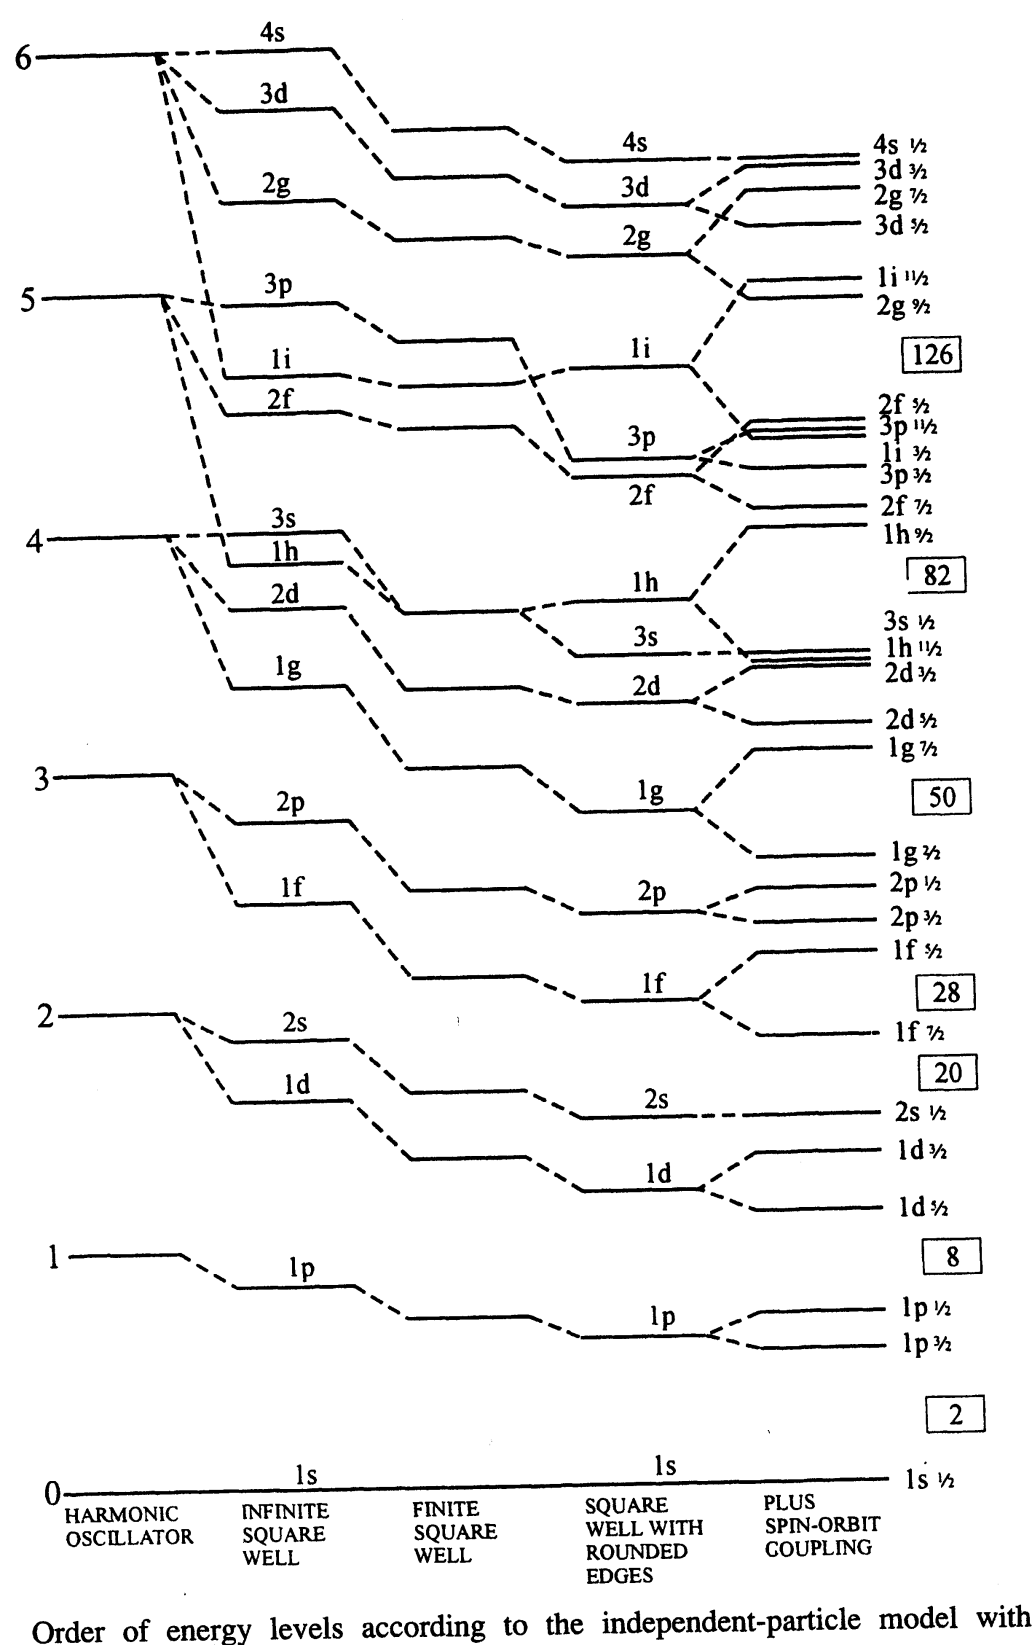 4s
6
3d
4s
4s ½
3d 3/2
3d
2g
2g 7/2
2g
3d 5/2
3p
1i 11/2
5
2g 9/2
1i
1i
126
2f
2f 5/2
3p
3p 11/2
1i 3/2
3p 3/2
2f
2f 7/2
3s
4
1h 9/2
1h
1h
82
2d
3s
3s ½
1h 11/2
1g
2d
2d 3/2
2d 5/2
1g 7/2
3
1g
50
2p
1g
2p
2p ½
1f
2p 3/2
1f
1f 5/2
28
2
2s
1f 7/2
20
1d
2s
2s ½
1d
1d 3/2
1d 5/2
1
1p
8
1p
1p ½
1p 3/2
2
0
1s
1s
1s ½
HARMONIC
OSCILLATOR
INFINITE
SQUARE
WELL
FINITE
SQUARE
WELL
SQUARE
WELL WITH
ROUNDED
EDGES
PLUS
SPIN-ORBIT
COUPLING
Order of energy levels according to the independent-particle model with